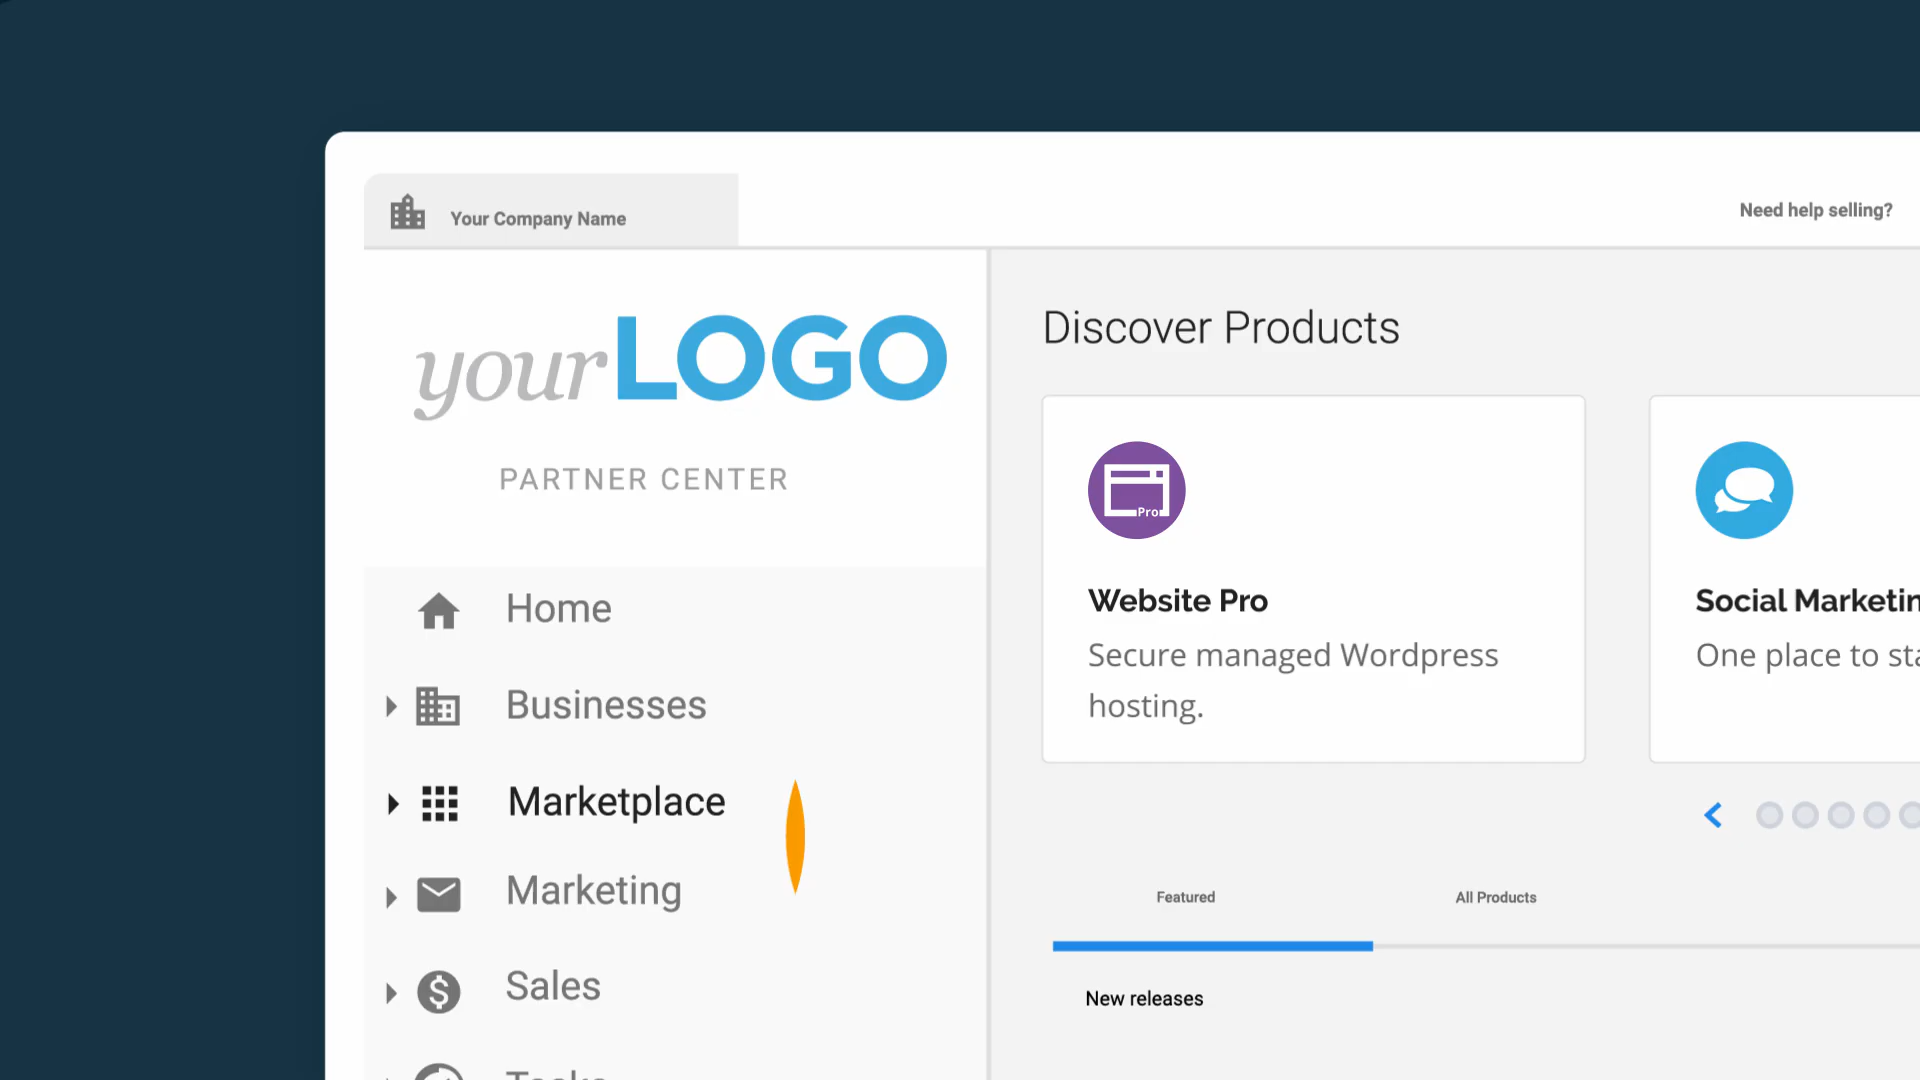 Your Company Name
Need help selling?
yourLOGO
PARTNER CENTER
Discover Products
Pro
Website Pro
Secure managed Wordpress
hosting.
Social Marketin
One place to sta
Home
Businesses
Marketplace
Marketing
Sales
Featured
All Products
New releases